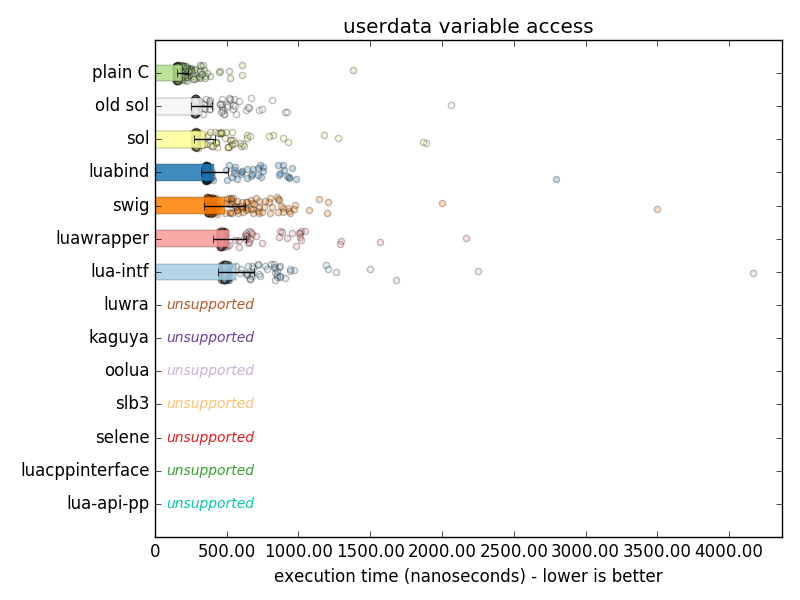 userdata variable access
plain C
old sol
sol
luabind
swig
luawrapper
lua-intf
luwra unsupported
kaguya unsupported
oolua unsupported
slb3 unsupported
selene unsupported
luacppinterface unsupported
lua-api-pp unsupported
0 500.00 1000.00 1500.00 2000.00 2500.00 3000.00 3500.00 4000.00
execution time (nanoseconds) - lower is better